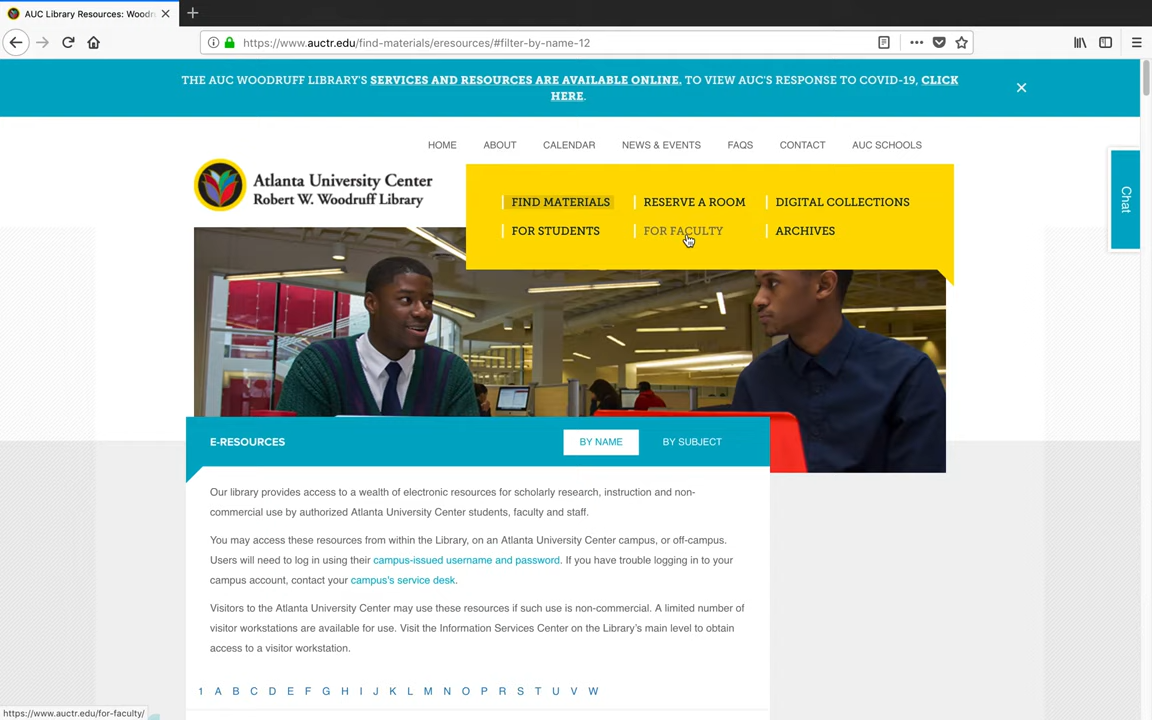 AUC Library Resources: Woodr
https://www.auctr.edu/find-materials/eresources/#filter-by-name-12
THE AUC WOODRUFF LIBRARY'S SERVICES AND RESOURCES ARE AVAILABLE ONLINE. TO VIEW AUC'S RESPONSE TO COVID-19, CLICK
HERE.
HOME ABOUT CALENDAR NEWS & EVENTS FAQS CONTACT AUC SCHOOLS
Atlanta University Center
Robert W. Woodruff Library
FIND MATERIALS RESERVE A ROOM DIGITAL COLLECTIONS
FOR STUDENTS FOR FACULTY ARCHIVES
Chat
E-RESOURCES BY NAME BY SUBJECT
Our library provides access to a wealth of electronic resources for scholarly research, instruction and non-
commercial use by authorized Atlanta University Center students, faculty and staff.
You may access these resources from within the Library, on an Atlanta University Center campus, or off-campus.
Users will need to log in using their campus-issued username and password. If you have trouble logging in to your
campus account, contact your campus's service desk.
Visitors to the Atlanta University Center may use these resources if such use is non-commercial. A limited number of
visitor workstations are available for use. Visit the Information Services Center on the Library's main level to obtain
access to a visitor workstation.
1 A B C D E F G H I J K L M N O P R S T U V W
https://www.auctr.edu/for-faculty/